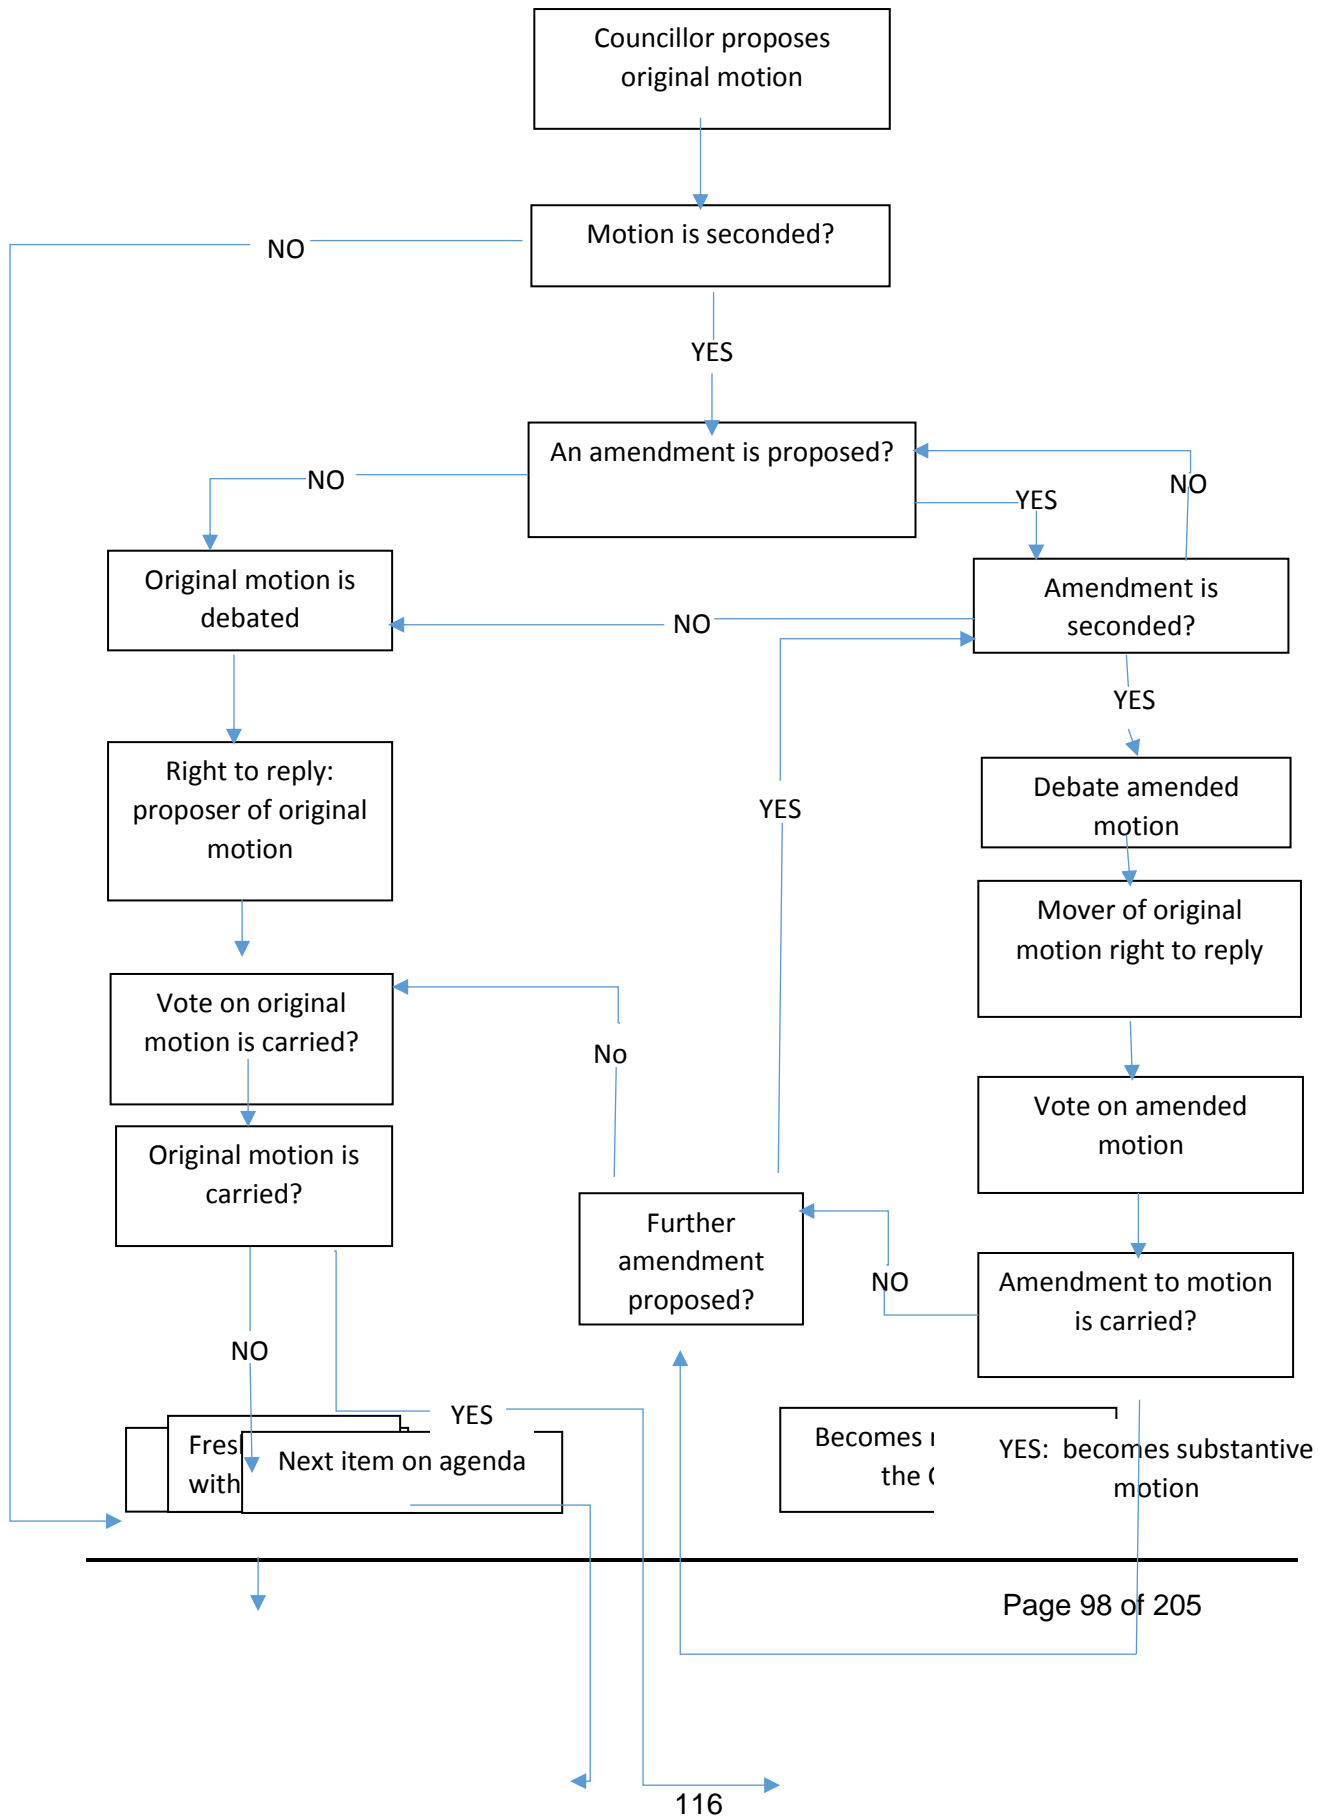 Councillor proposes
original motion
Motion is seconded?
NO
YES
An amendment is proposed?
NO
YES
NO
Original motion is
debated
NO
Amendment is
seconded?
YES
Right to reply:
proposer of original
motion
YES
Debate amended
motion
Mover of original
motion right to reply
Vote on original
motion is carried?
No
Vote on amended
motion
Original motion is
carried?
Further
amendment
proposed?
NO
Amendment to motion
is carried?
NO
YES
with
Next item on agenda
Becomes
the
YES: becomes substantive
motion
Page 98 of 205
116